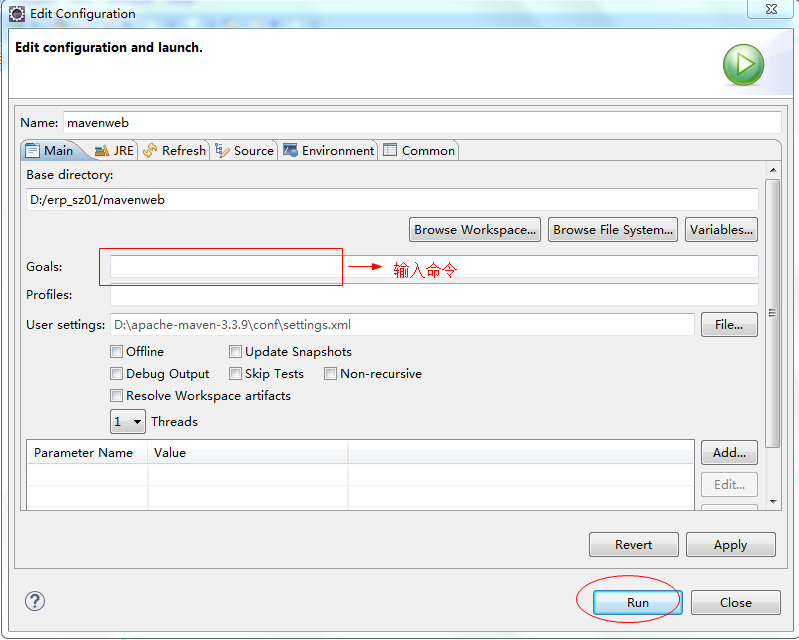 Edit Configuration
Edit configuration and launch.
Name: mavenweb
Main JRE Refresh Source Environment Common
Base directory:
D:/erp_sz01/mavenweb
Browse Workspace... Browse File System... Variables...
Goals: 输入命令
Profiles:
User settings: D:\apache-maven-3.3.9\conf\settings.xml File...
Offline Update Snapshots
Debug Output Skip Tests Non-recursive
Resolve Workspace artifacts
1 Threads
Parameter Name Value Add...
Edit...
Revert Apply
Run Close